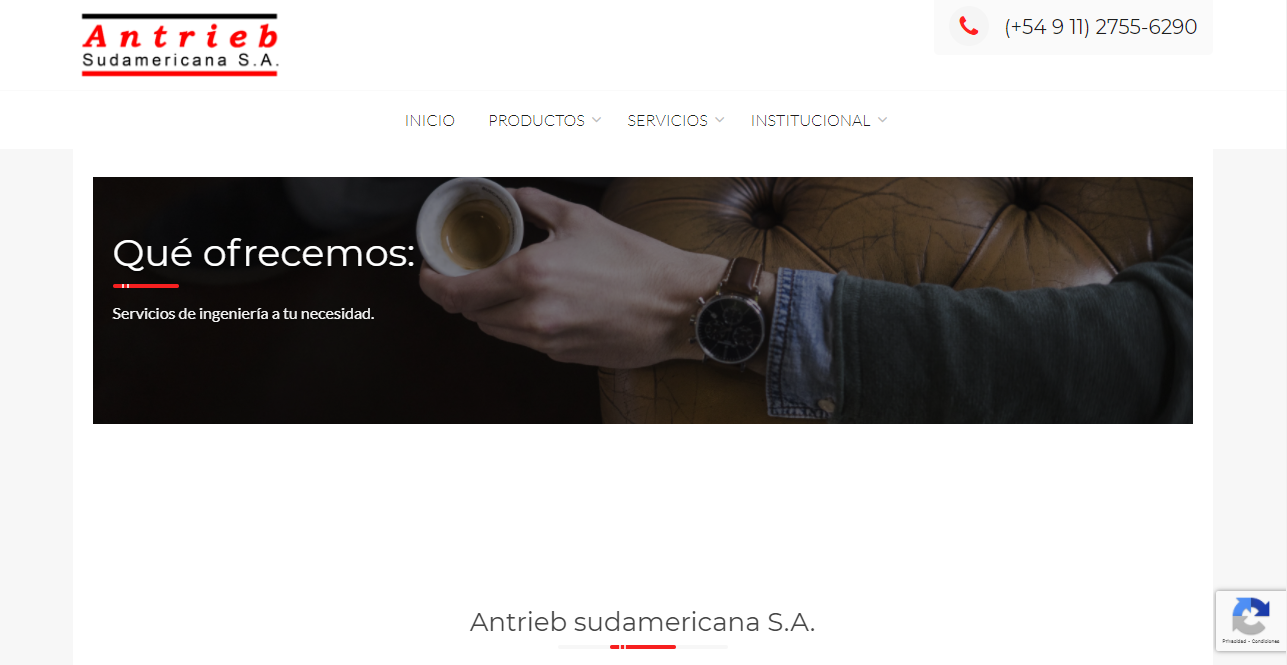 Antrieb
Sudamericana S.A.
(+54 9 11) 2755-6290
INICIO PRODUCTOS SERVICIOS INSTITUCIONAL
Qué ofrecemos:
Servicios de ingeniería a tu necesidad.
Antrieb sudamericana S.A.
Privacidad - Condiciones